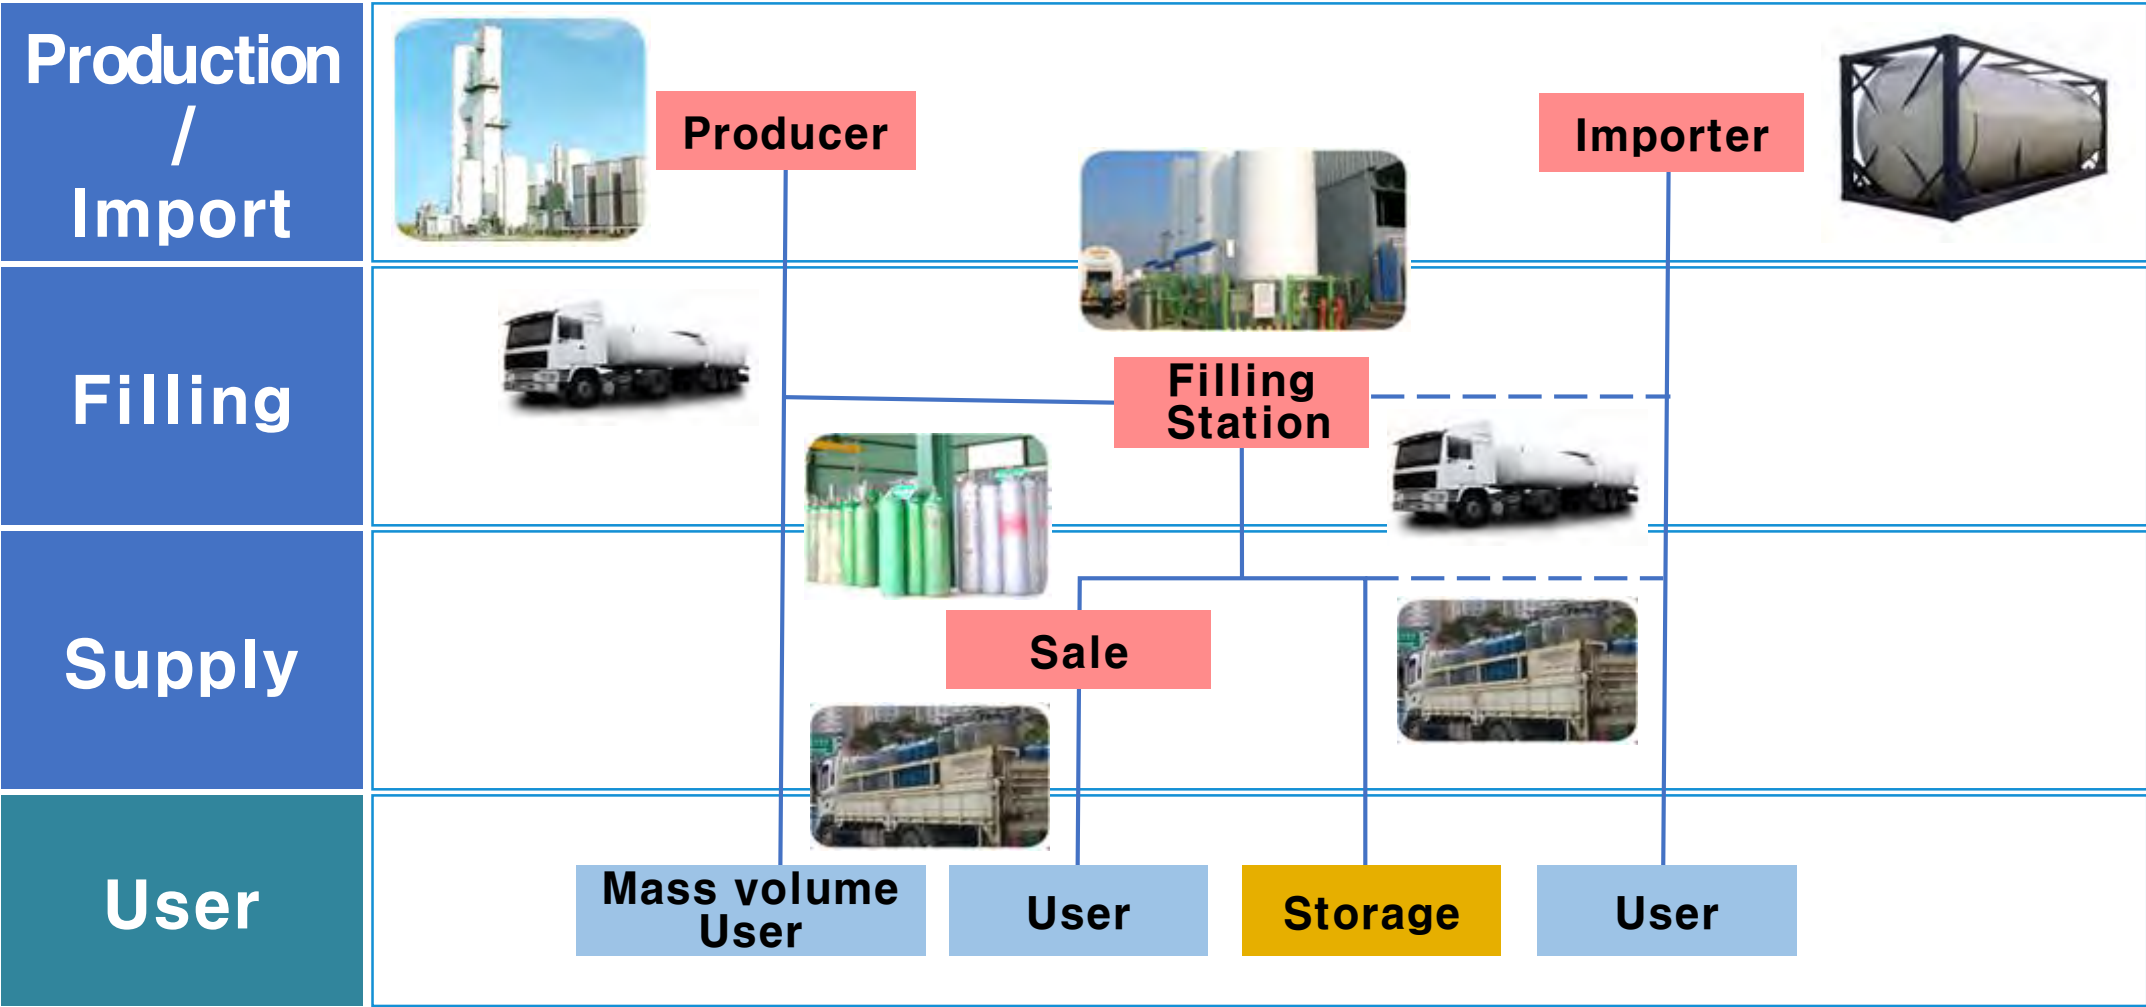 Production
/
Import
Producer
Importer
Filling
Filling
Station
Supply
Sale
User
Mass volume
User
User
Storage
User